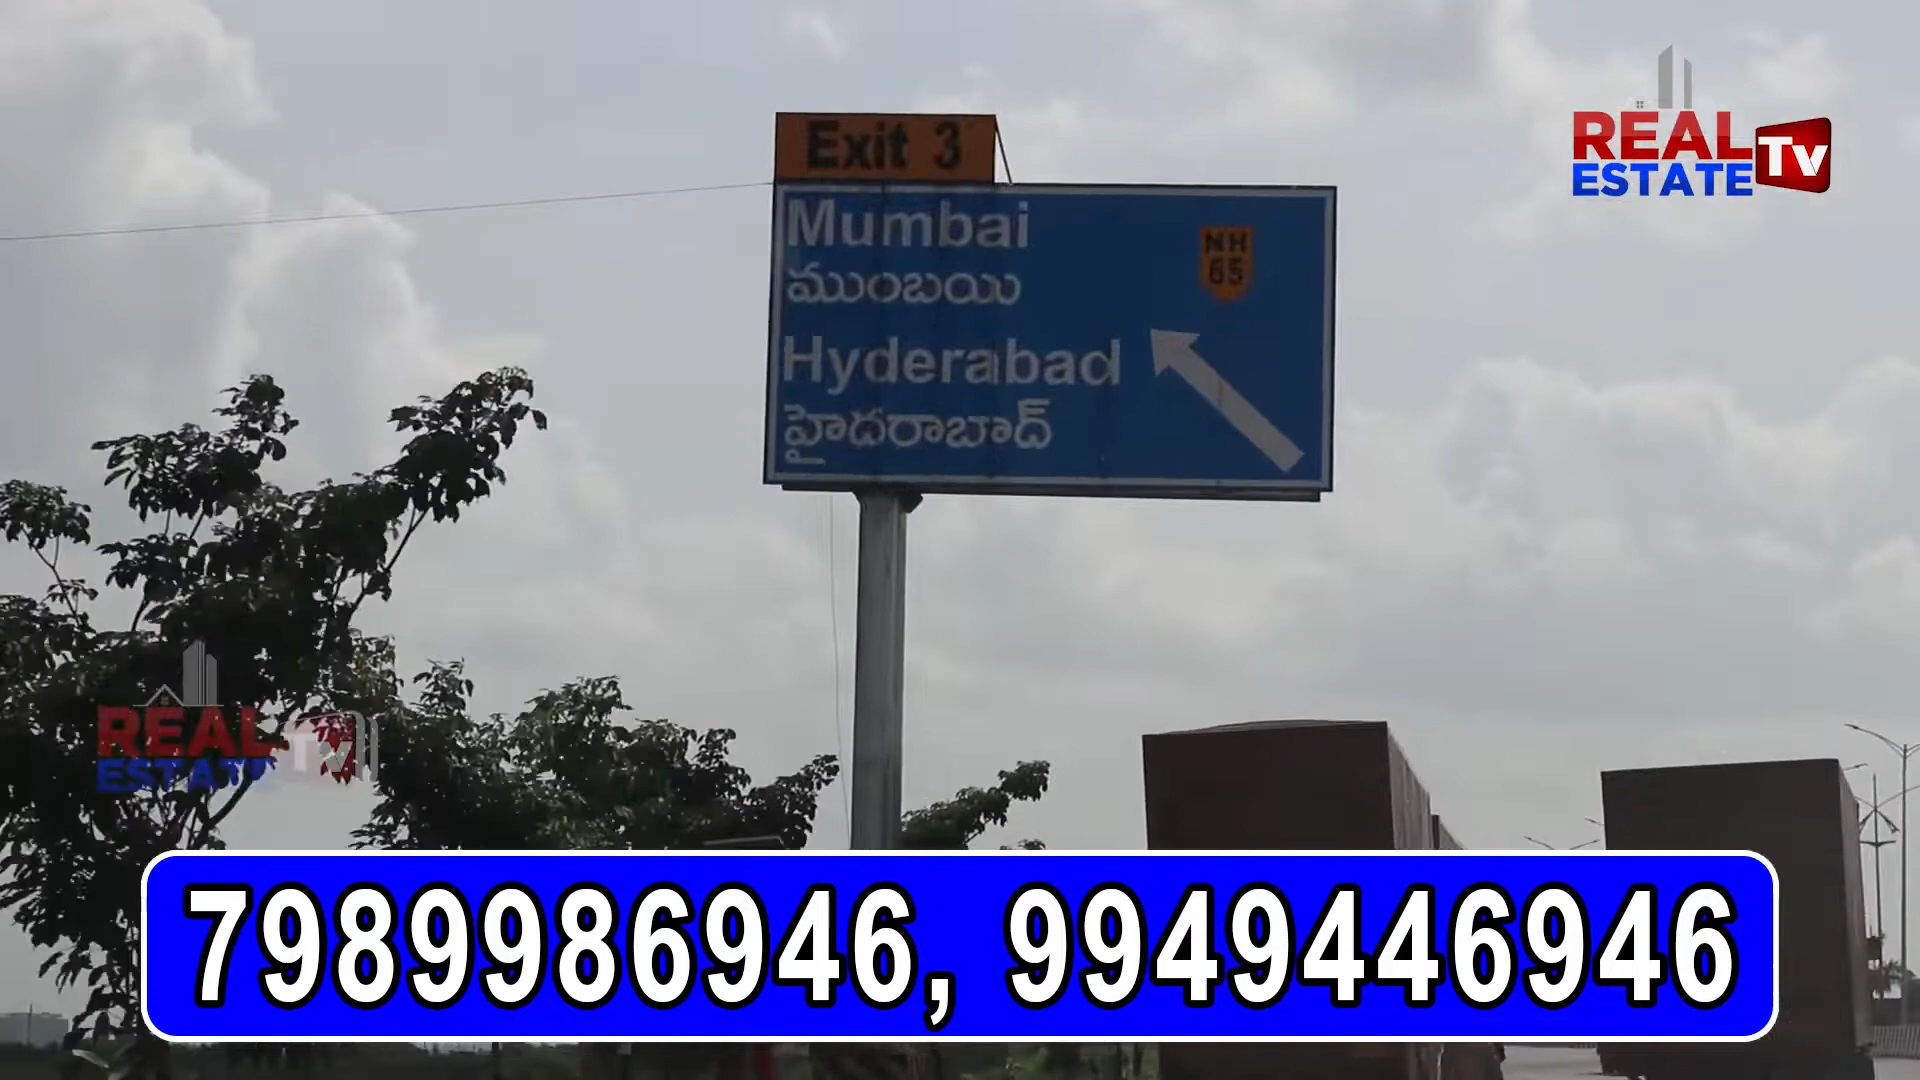 Exit 3
Mumbai
ముంబయి
NH
65
Hyderabad
హైదరాబాద్
REAL
ESTATE
Tv
REAL
ESTATE
Tv
7989986946, 9949446946